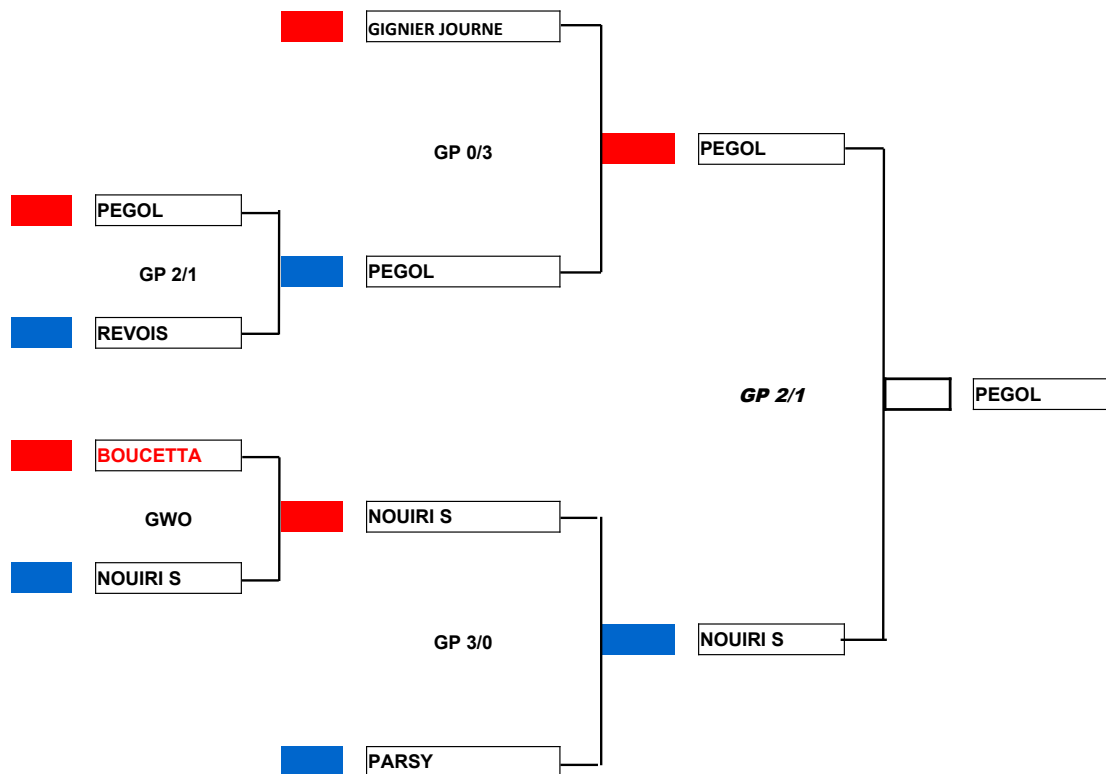 GIGNIER JOURNE
GP 0/3
PEGOL
PEGOL
GP 2/1
PEGOL
REVOIS
GP 2/1
PEGOL
BOUCETTA
GWO
NOUIRI S
NOUIRI S
GP 3/0
NOUIRI S
PARSY